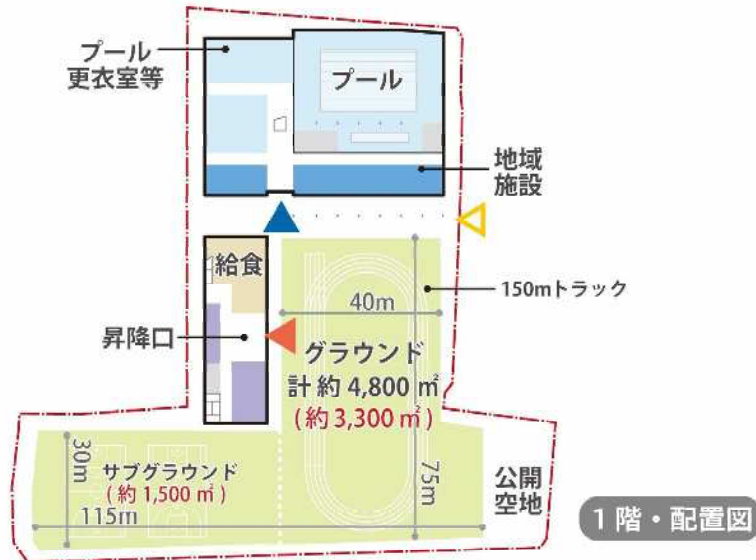 プール
更衣室等
プール
地域
施設
給食
150mトラック
40m
昇降口
グラウンド
計 約 4,800 ㎡
(約 3,300 ㎡)
30m
サブグラウンド
(約 1,500 ㎡)
75m
公開
空地
115m
1階・配置図